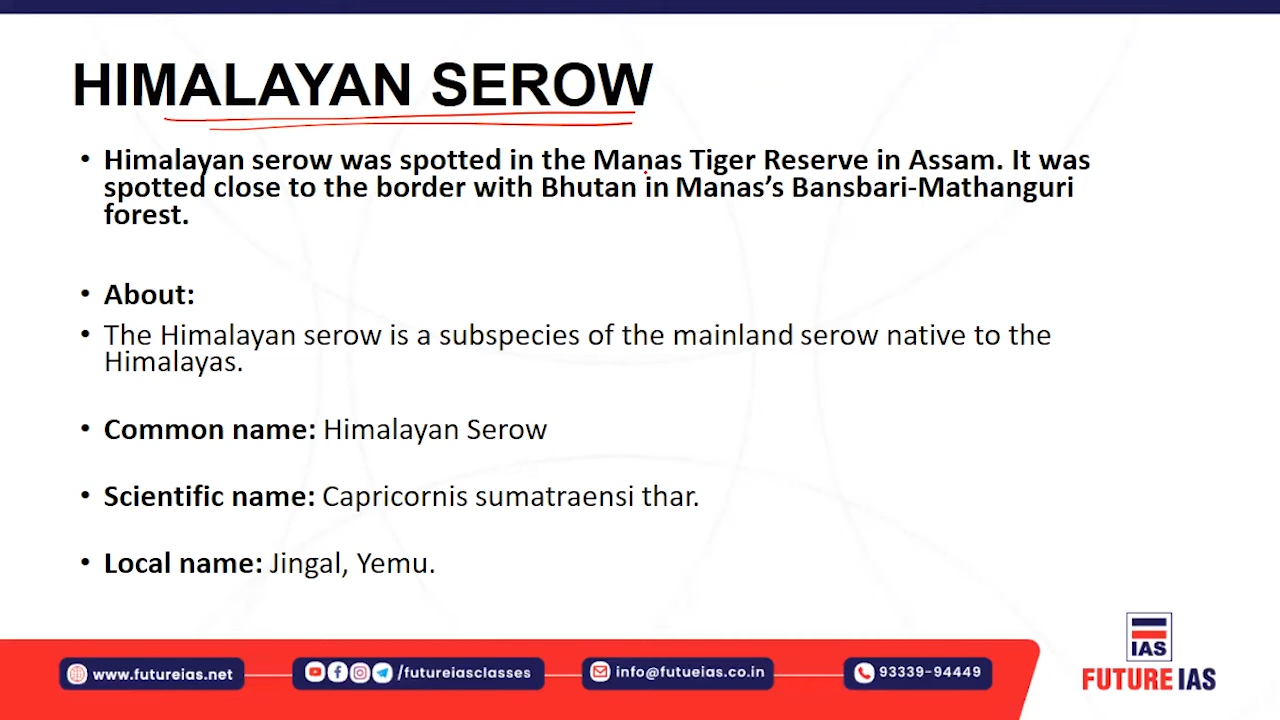 HIMALAYAN SEROW
• Himalayan serow was spotted in the Manas Tiger Reserve in Assam. It was
spotted close to the border with Bhutan in Manas’s Bansbari-Mathanguri
forest.
• About:
• The Himalayan serow is a subspecies of the mainland serow native to the
Himalayas.
• Common name: Himalayan Serow
• Scientific name: Capricornis sumatraensi thar.
• Local name: Jingal, Yemu.
IAS
www.futureias.net
/futureiasclasses
info@futueias.co.in
93339-94449
FUTURE IAS